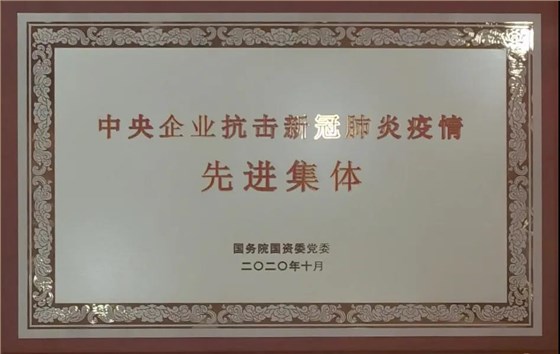 中央企业抗击新冠肺炎疫情
先进集体
国务院国资委党委
二〇二〇年十月